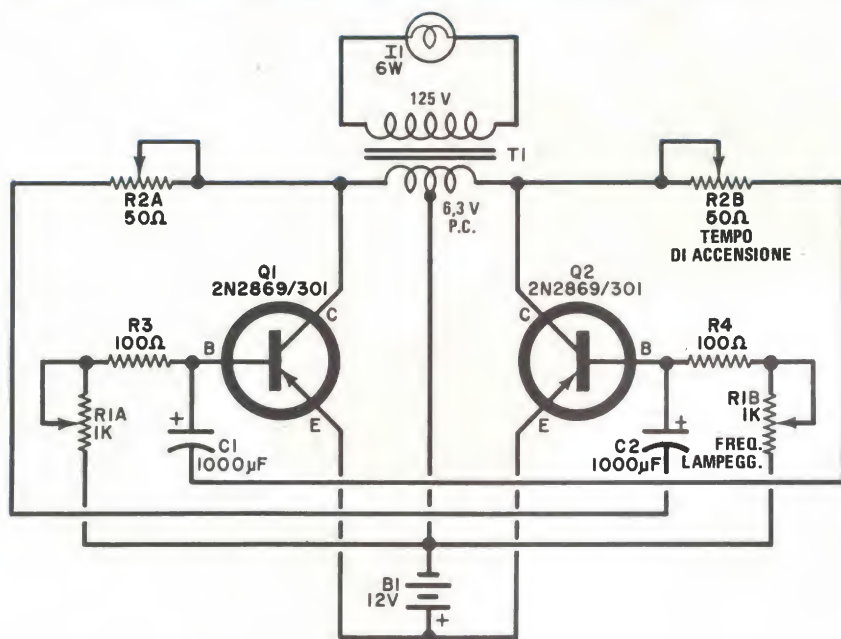 I1
6W
125 V
T1
6,3 V
P.C.
R2A
50Ω
R2B
50Ω
TEMPO
DI ACCENSIONE
Q1
2N2869/301
Q2
2N2869/301
C
C
R3
100Ω
B
B
R4
100Ω
R1A
1K
+
C1
1000µF
E
E
+
C2
1000µF
R1B
1K
FREQ.
LAMPEGG.
B1
12V
+